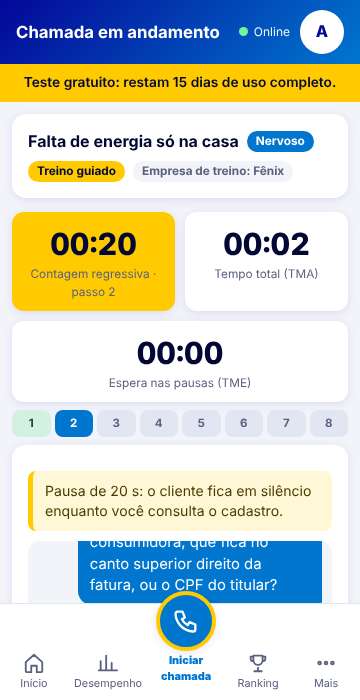 Chamada em andamento
Online
A
Teste gratuito: restam 15 dias de uso completo.
Falta de energia só na casa
Nervoso
Treino guiado
Empresa de treino: Fênix
00:20
Contagem regressiva ·
passo 2
00:02
Tempo total (TMA)
00:00
Espera nas pausas (TME)
1 2 3 4 5 6 7 8
Pausa de 20 s: o cliente fica em silêncio
enquanto você consulta o cadastro.
consumidora, que fica no
canto superior direito da
fatura, ou o CPF do titular?
Início
Desempenho
Iniciar
chamada
Ranking
Mais